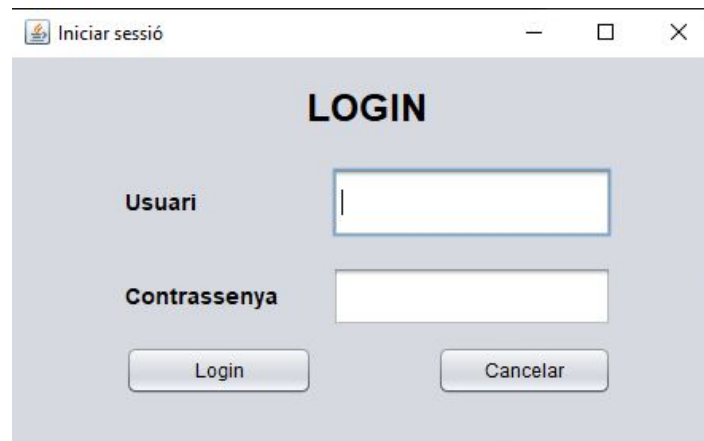 Iniciar sessió
LOGIN
Usuari
Contrassenya
Login Cancelar